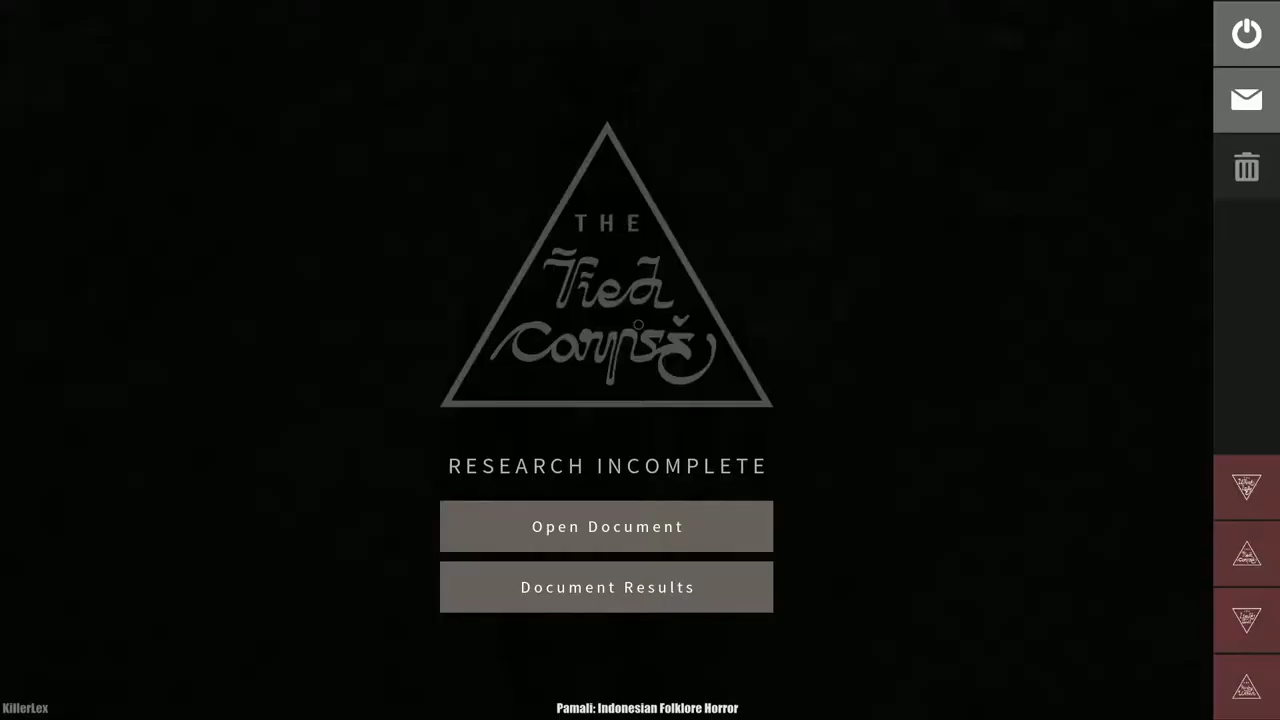 THE
Tied
Corpse
RESEARCH INCOMPLETE
Open Document
Document Results
KillerLex
Pamali: Indonesian Folklore Horror